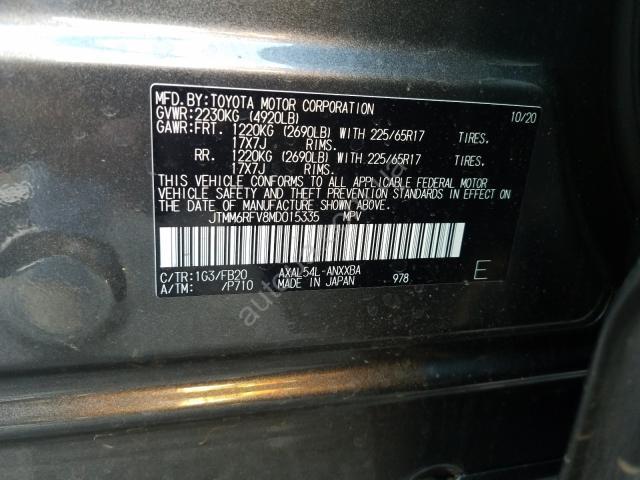 MFD.BY:TOYOTA MOTOR CORPORATION 10/20
GVWR:2230KG (4920LB)
GAWR:FRT. 1220KG (2690LB) WITH 225/65R17 TIRES.
17X7J RIMS.
RR. 1220KG (2690LB) WITH 225/65R17 TIRES.
17X7J RIMS.
THIS VEHICLE CONFORMS TO ALL APPLICABLE FEDERAL MOTOR
VEHICLE SAFETY AND THEFT PREVENTION STANDARDS IN EFFECT ON
THE DATE OF MANUFACTURE SHOWN ABOVE.
JTMM6RFV8MD015335 MPV
C/TR:1G3/FB20 AXAL54L-ANXXBA
A/TM: /P710 MADE IN JAPAN 978 E